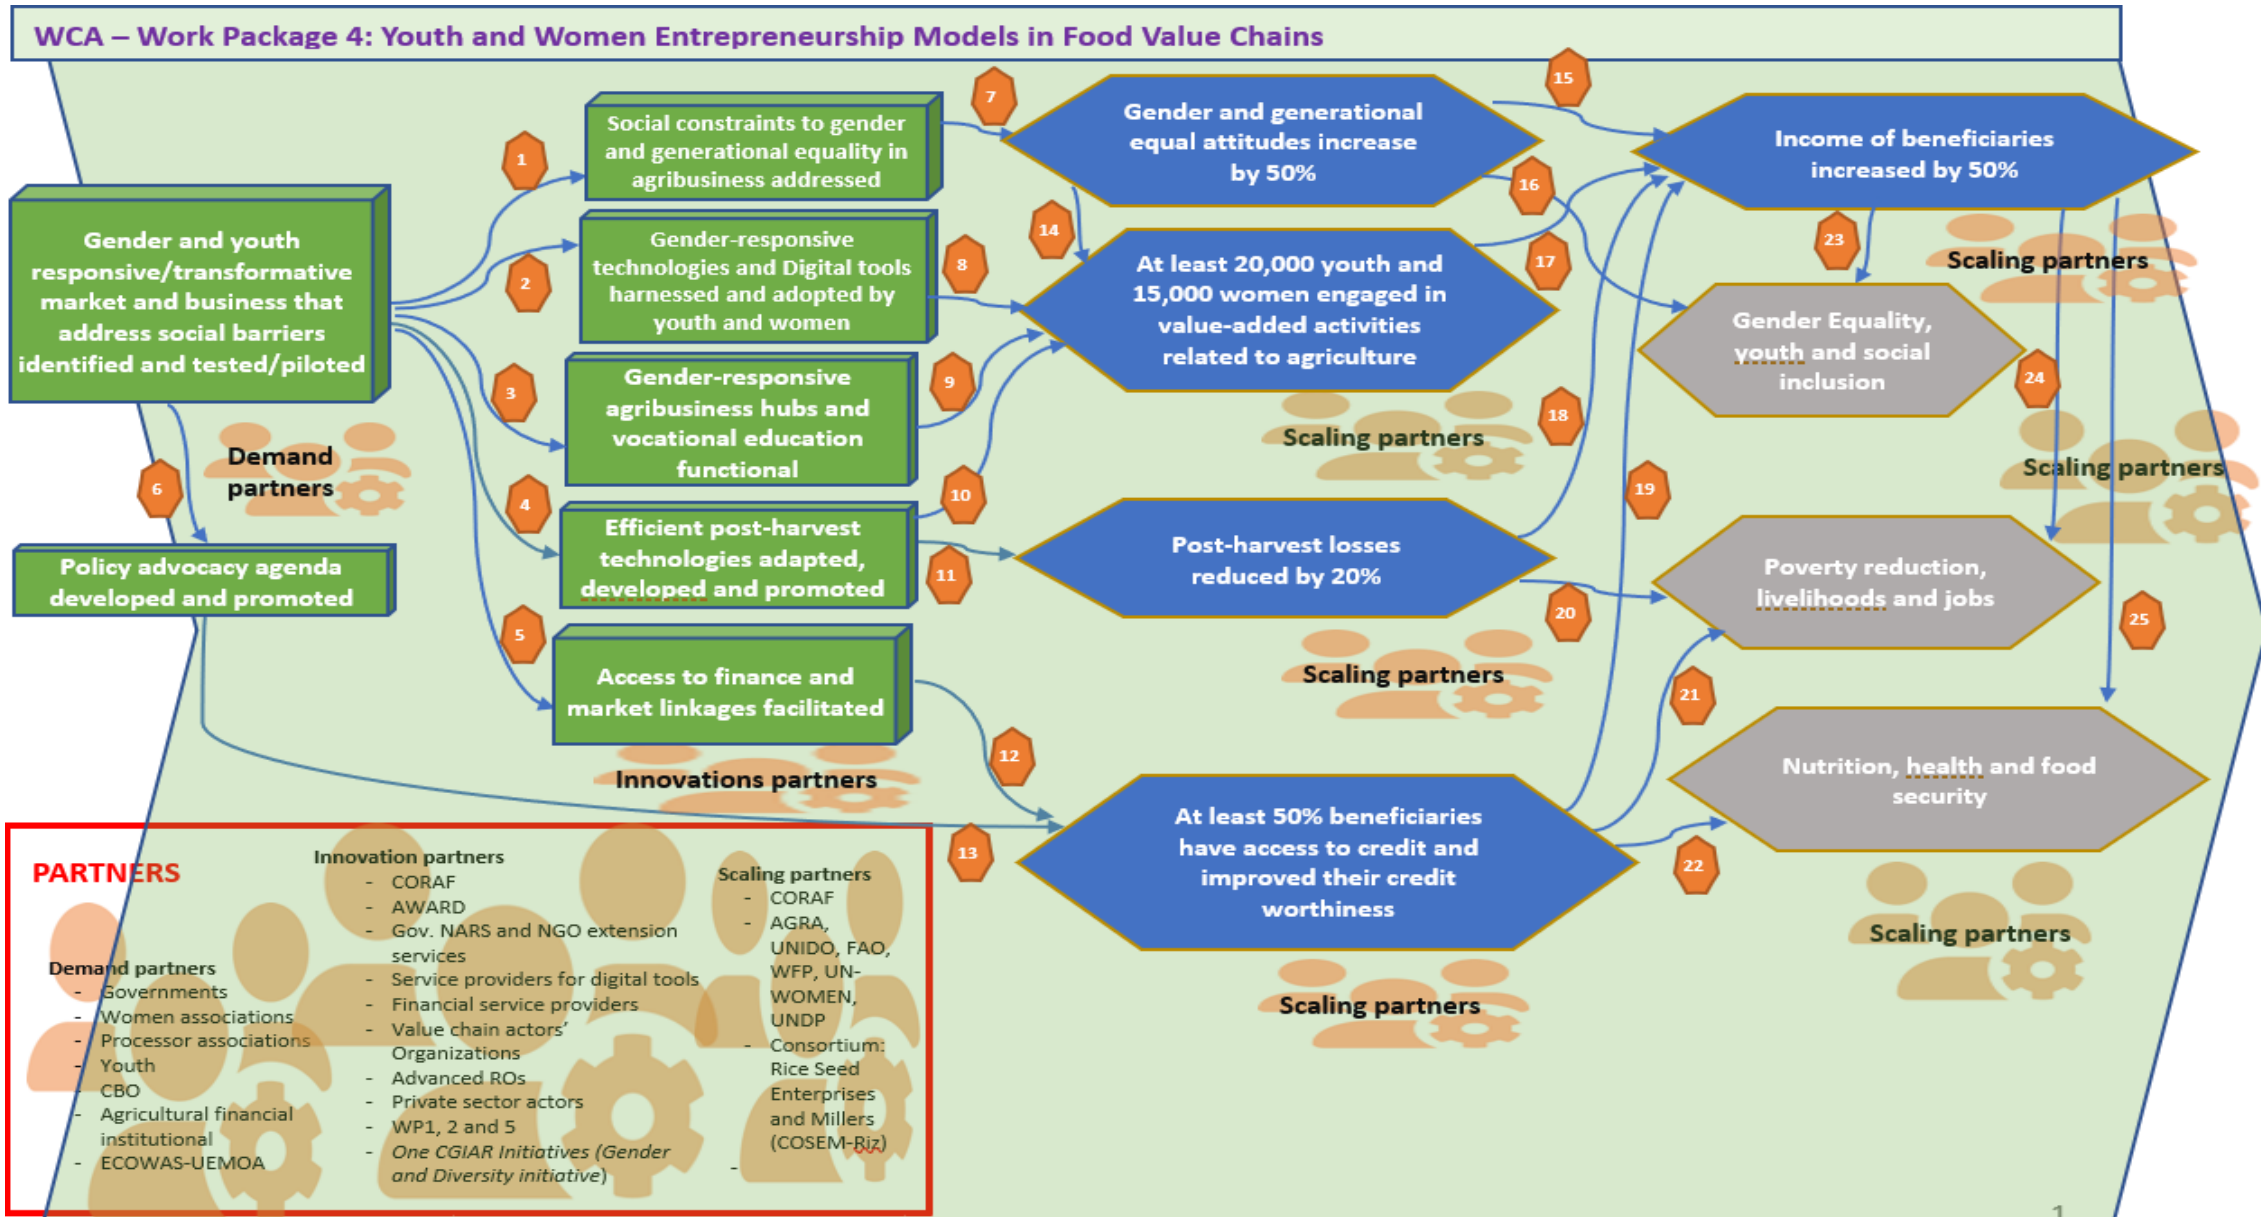 WCA – Work Package 4: Youth and Women Entrepreneurship Models in Food Value Chains
Gender and youth
responsive/transformative
market and business that
address social barriers
identified and tested/piloted
Demand
partners
6
Policy advocacy agenda
developed and promoted
1
2
3
4
5
Social constraints to gender
and generational equality in
agribusiness addressed
Gender-responsive
technologies and Digital tools
harnessed and adopted by
youth and women
Gender-responsive
agribusiness hubs and
vocational education
functional
Efficient post-harvest
technologies adapted,
developed and promoted
Access to finance and
market linkages facilitated
Innovations partners
7
8
9
10
11
12
13
14
Gender and generational
equal attitudes increase
by 50%
At least 20,000 youth and
15,000 women engaged in
value-added activities
related to agriculture
Scaling partners
Post-harvest losses
reduced by 20%
Scaling partners
At least 50% beneficiaries
have access to credit and
improved their credit
worthiness
Scaling partners
15
16
17
18
19
20
21
22
Income of beneficiaries
increased by 50%
23
Scaling partners
Gender Equality,
youth and social
inclusion
24
Scaling partners
Poverty reduction,
livelihoods and jobs
25
Nutrition, health and food
security
Scaling partners
PARTNERS
Demand partners
- Governments
- Women associations
- Processor associations
- Youth
- CBO
- Agricultural financial
institutional
- ECOWAS-UEMOA
Innovation partners
- CORAF
- AWARD
- Gov. NARS and NGO extension
services
- Service providers for digital tools
- Financial service providers
- Value chain actors’
Organizations
- Advanced ROs
- Private sector actors
- WP1, 2 and 5
- One CGIAR Initiatives (Gender
and Diversity initiative)
Scaling partners
- CORAF
- AGRA,
UNIDO, FAO,
WFP, UN-
WOMEN,
UNDP
- Consortium:
Rice Seed
Enterprises
and Millers
(COSEM-Riz)
-
1